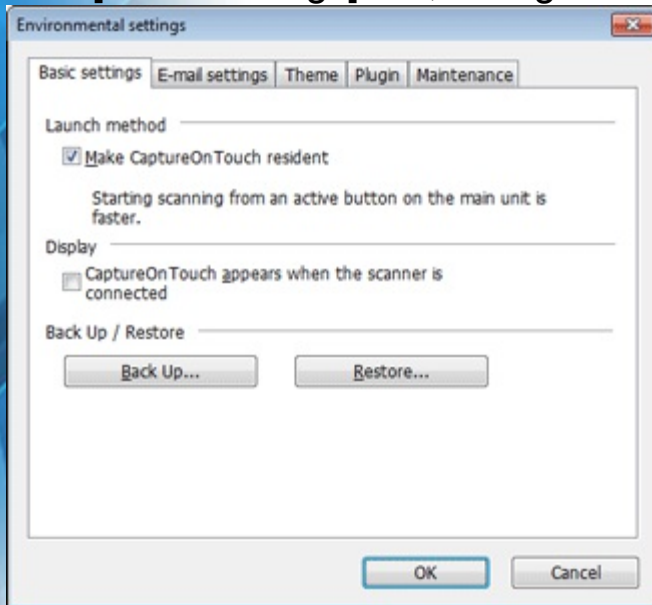 Environmental settings
Basic settings E-mail settings Theme Plugin Maintenance
Launch method
Make CaptureOnTouch resident
Starting scanning from an active button on the main unit is
faster.
Display
CaptureOnTouch appears when the scanner is
connected
Back Up / Restore
Back Up... Restore...
OK Cancel